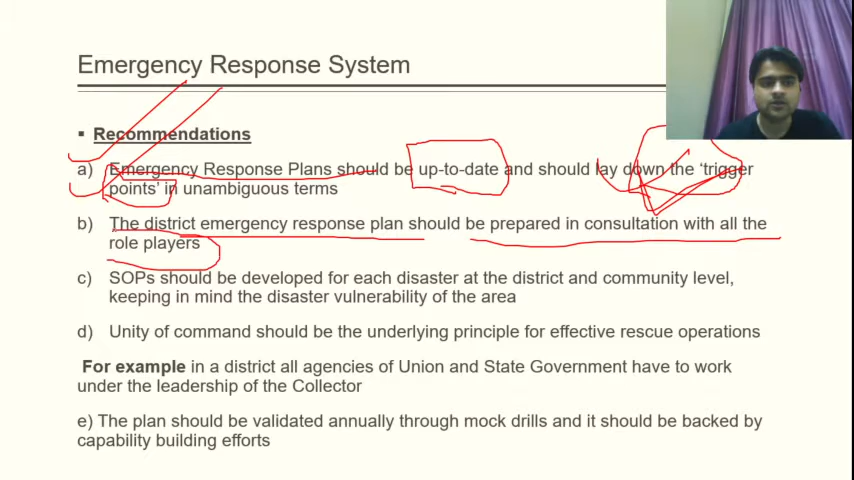 Emergency Response System
▪ Recommendations
a) Emergency Response Plans should be up-to-date and should lay down the ‘trigger
points’ in unambiguous terms
b) The district emergency response plan should be prepared in consultation with all the
role players
c) SOPs should be developed for each disaster at the district and community level,
keeping in mind the disaster vulnerability of the area
d) Unity of command should be the underlying principle for effective rescue operations
For example in a district all agencies of Union and State Government have to work
under the leadership of the Collector
e) The plan should be validated annually through mock drills and it should be backed by
capability building efforts